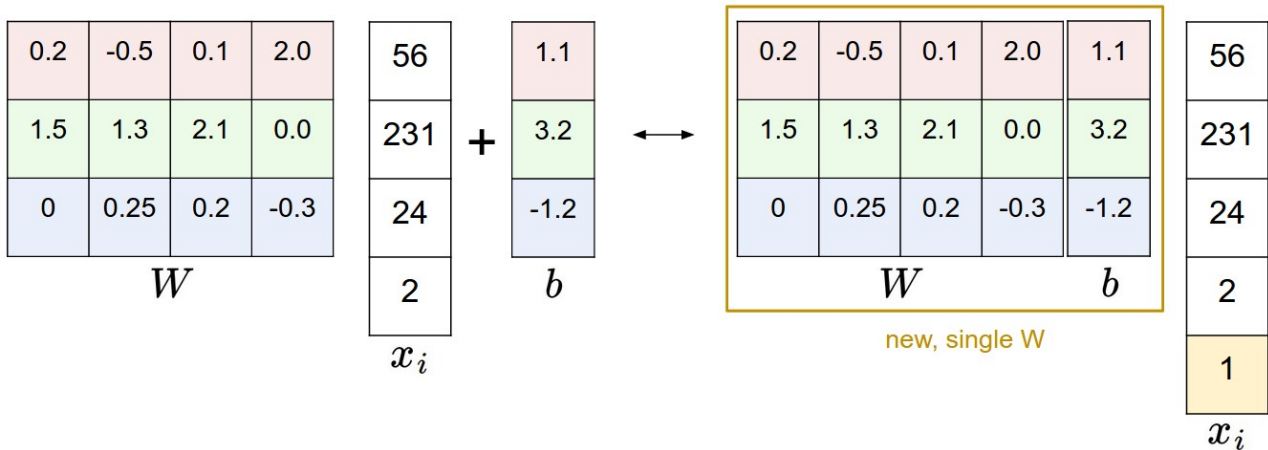 0.2 -0.5 0.1 2.0 56 1.1 0.2 -0.5 0.1 2.0 1.1 56
1.5 1.3 2.1 0.0 231 + 3.2 ↔ 1.5 1.3 2.1 0.0 3.2 231
0 0.25 0.2 -0.3 24 -1.2 0 0.25 0.2 -0.3 -1.2 24
W 2 b W b 2
new, single W
x_i 1
x_i